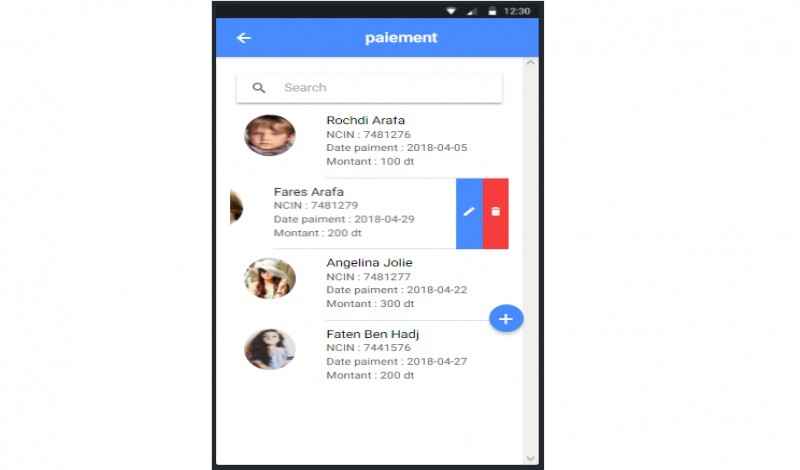 12:30
paiement
Search
Rochdi Arafa
NCIN : 7481276
Date paiment : 2018-04-05
Montant : 100 dt
Fares Arafa
NCIN : 7481279
Date paiment : 2018-04-29
Montant : 200 dt
Angelina Jolie
NCIN : 7481277
Date paiment : 2018-04-22
Montant : 300 dt
Faten Ben Hadj
NCIN : 7441576
Date paiment : 2018-04-27
Montant : 200 dt